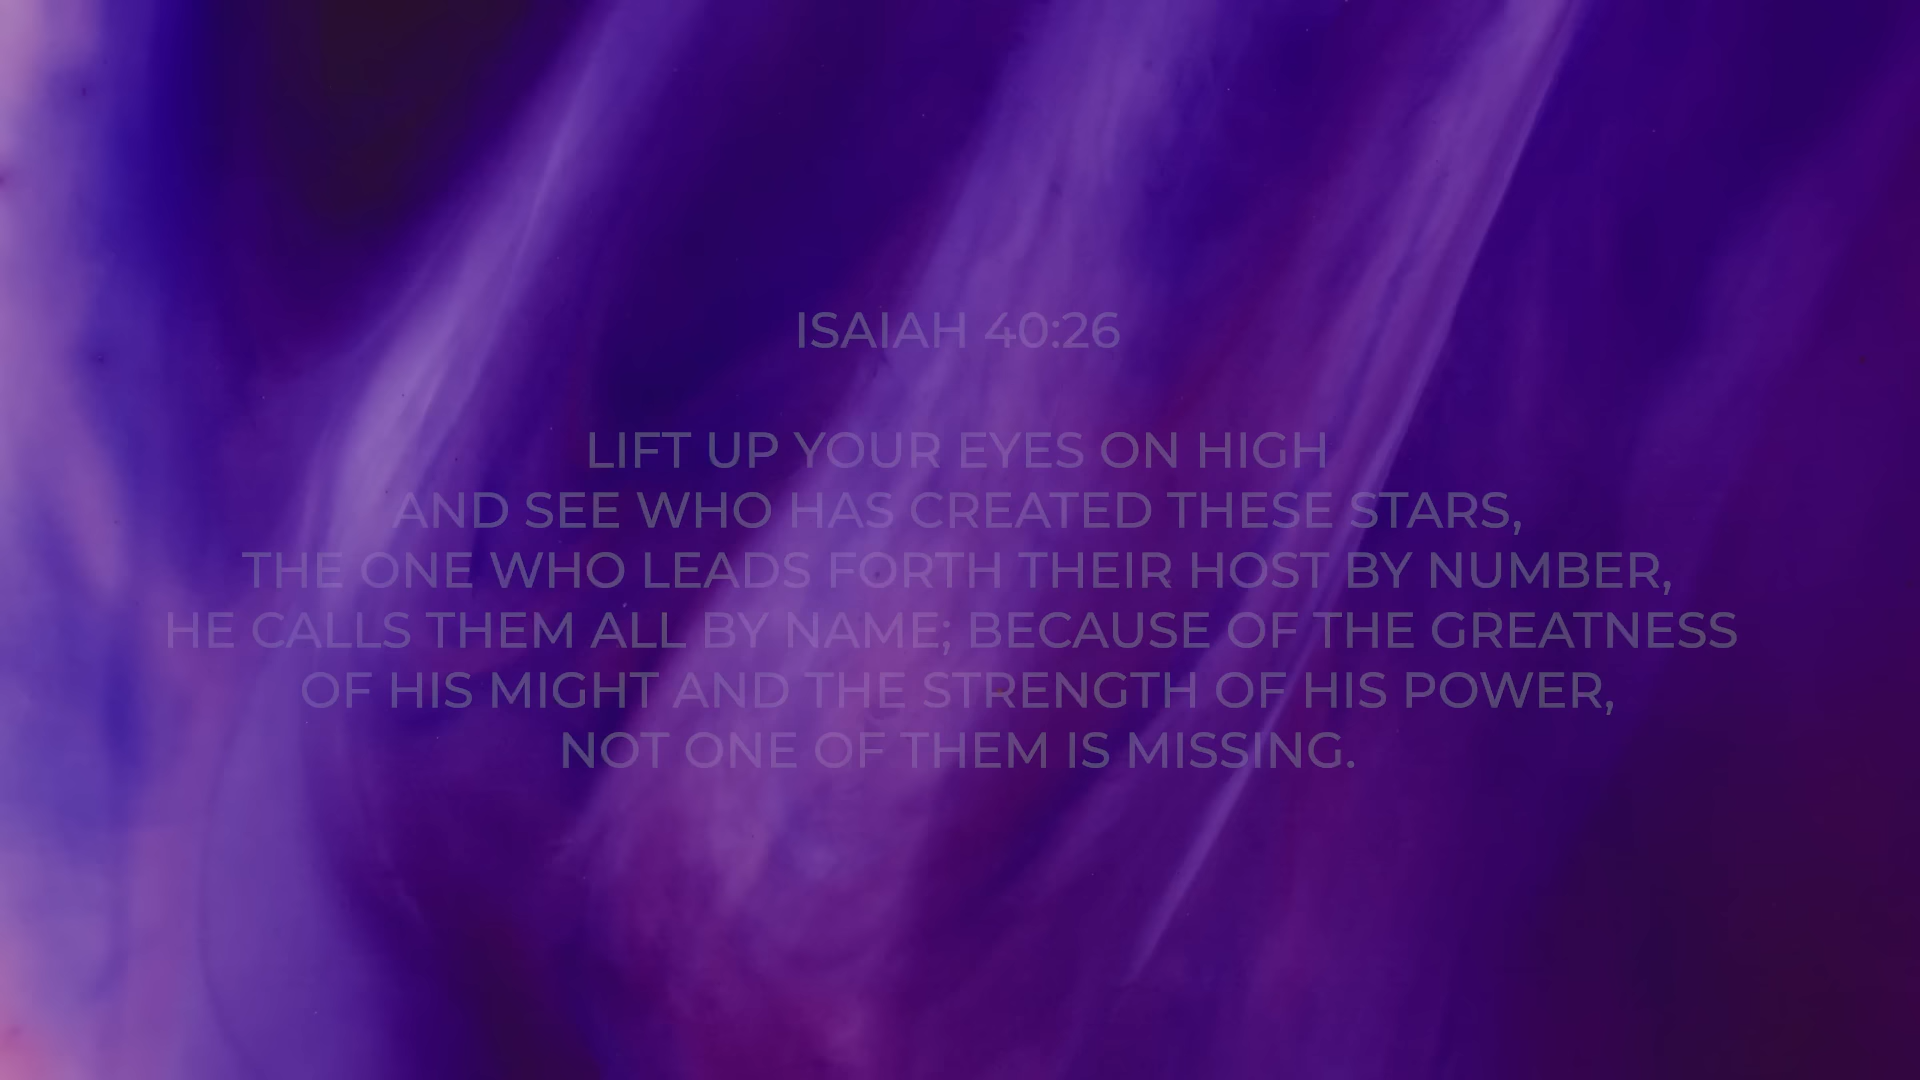 ISAIAH 40:26
LIFT UP YOUR EYES ON HIGH
AND SEE WHO HAS CREATED THESE STARS,
THE ONE WHO LEADS FORTH THEIR HOST BY NUMBER,
HE CALLS THEM ALL BY NAME; BECAUSE OF THE GREATNESS
OF HIS MIGHT AND THE STRENGTH OF HIS POWER,
NOT ONE OF THEM IS MISSING.